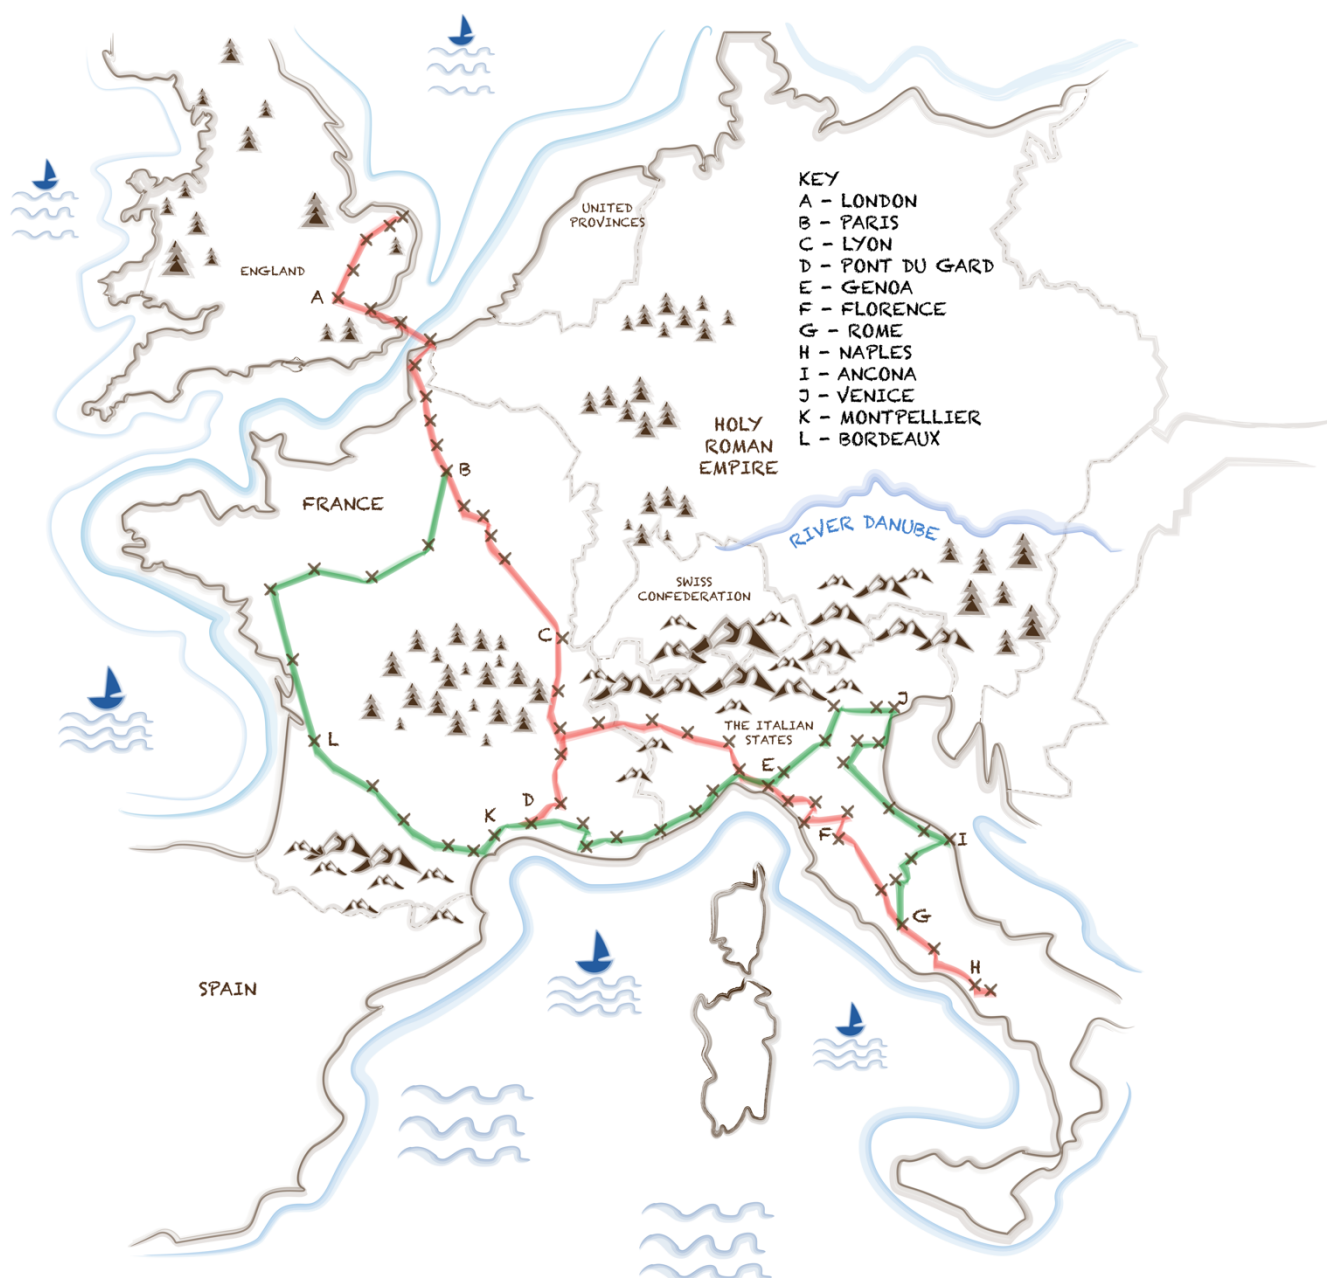 UNITED
PROVINCES
KEY
A - LONDON
B - PARIS
C - LYON
D - PONT DU GARD
E - GENOA
F - FLORENCE
G - ROME
H - NAPLES
I - ANCONA
J - VENICE
K - MONTPELLIER
L - BORDEAUX
ENGLAND
A
HOLY
ROMAN
EMPIRE
B
FRANCE
RIVER DANUBE
SWISS
CONFEDERATION
C
J
THE ITALIAN
STATES
L
E
D
K
F
I
G
H
SPAIN